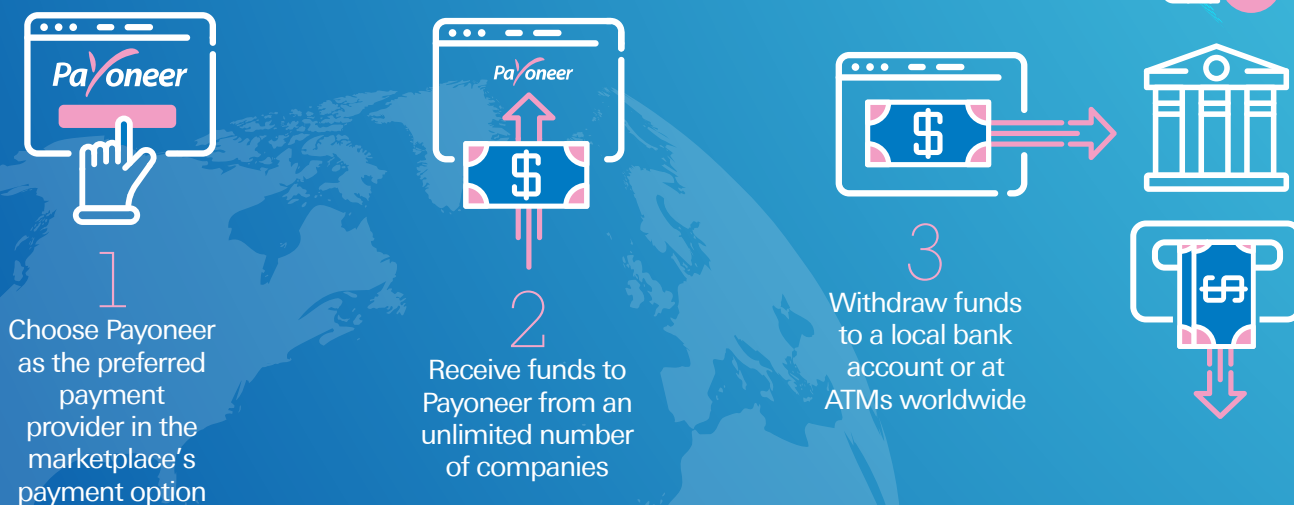 Payoneer
1
Choose Payoneer
as the preferred
payment
provider in the
marketplace's
payment option
Payoneer
$
2
Receive funds to
Payoneer from an
unlimited number
of companies
$
3
Withdraw funds
to a local bank
account or at
ATMs worldwide
$